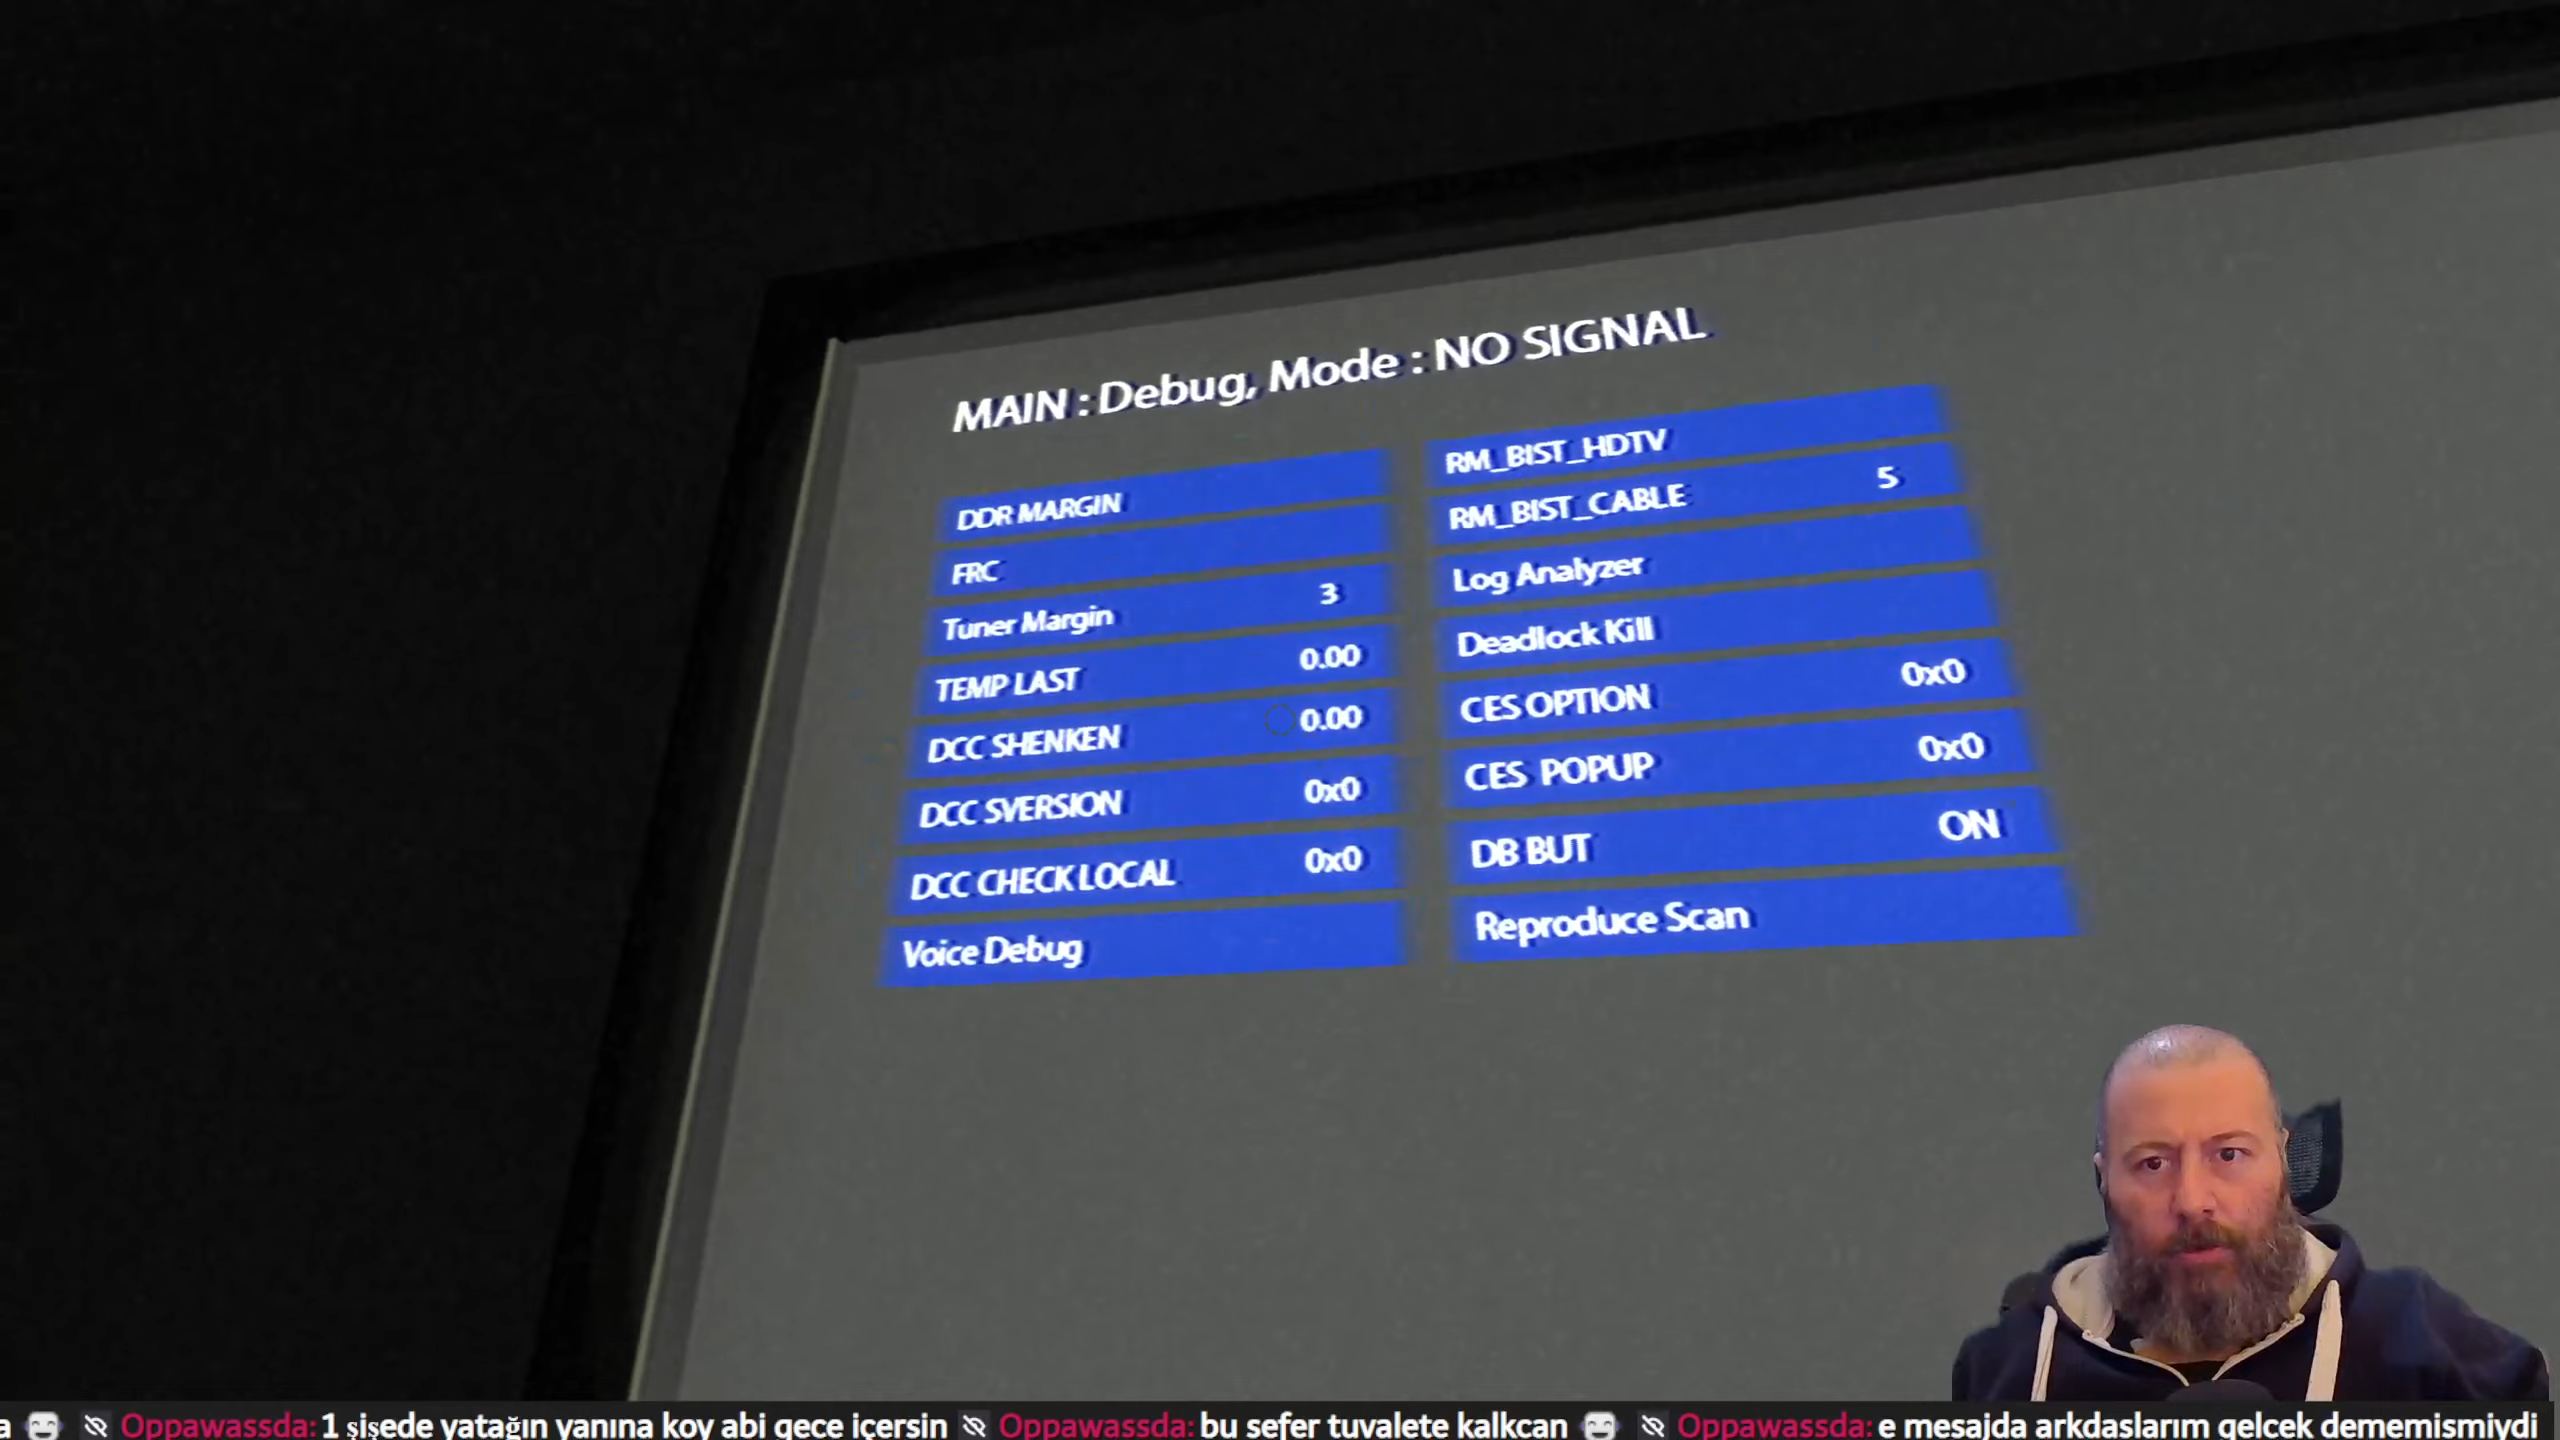 MAIN : Debug, Mode : NO SIGNAL
DDR MARGIN
FRC
Tuner Margin 3
TEMP LAST 0.00
DCC SHENKEN 0.00
DCC SVERSION 0x0
DCC CHECK LOCAL 0x0
Voice Debug
RM_BIST_HDTV
RM_BIST_CABLE 5
Log Analyzer
Deadlock Kill
CES OPTION 0x0
CES POPUP 0x0
DB BUT ON
Reproduce Scan
a Oppawassda: 1 şişede yatağın yanına koy abi gece içersin Oppawassda: bu sefer tuvalete kalkcan Oppawassda: e mesajda arkdaslarım gelcek dememismiydi